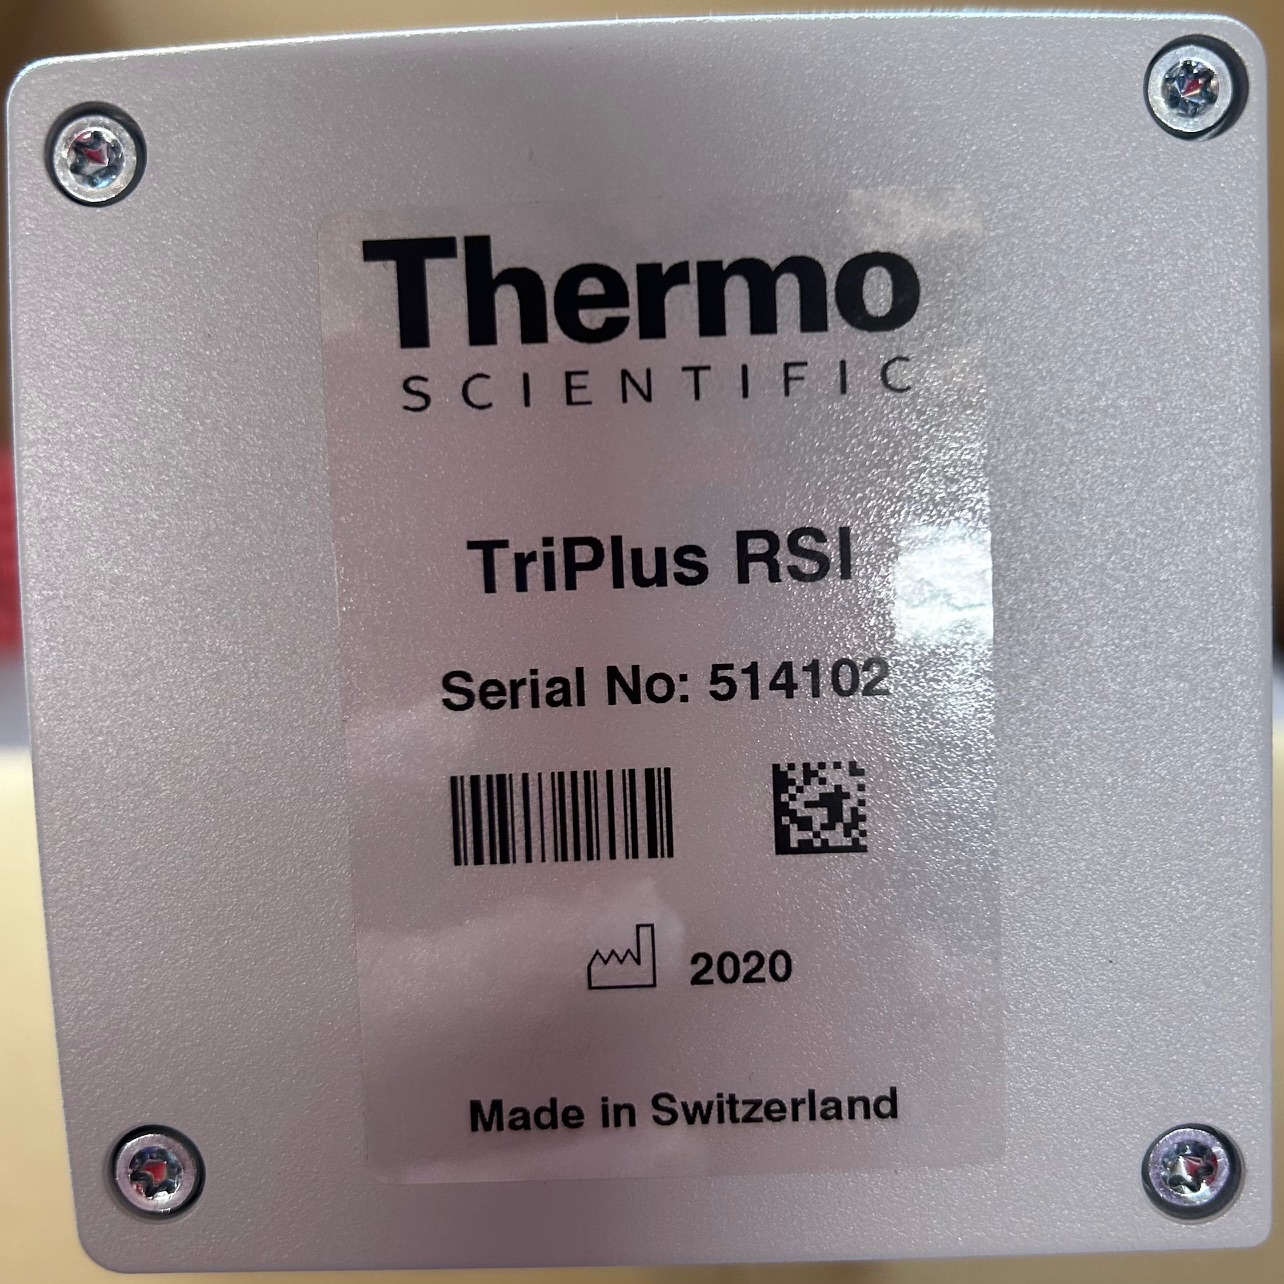 Thermo
SCIENTIFIC
TriPlus RSI
Serial No: 514102
2020
Made in Switzerland